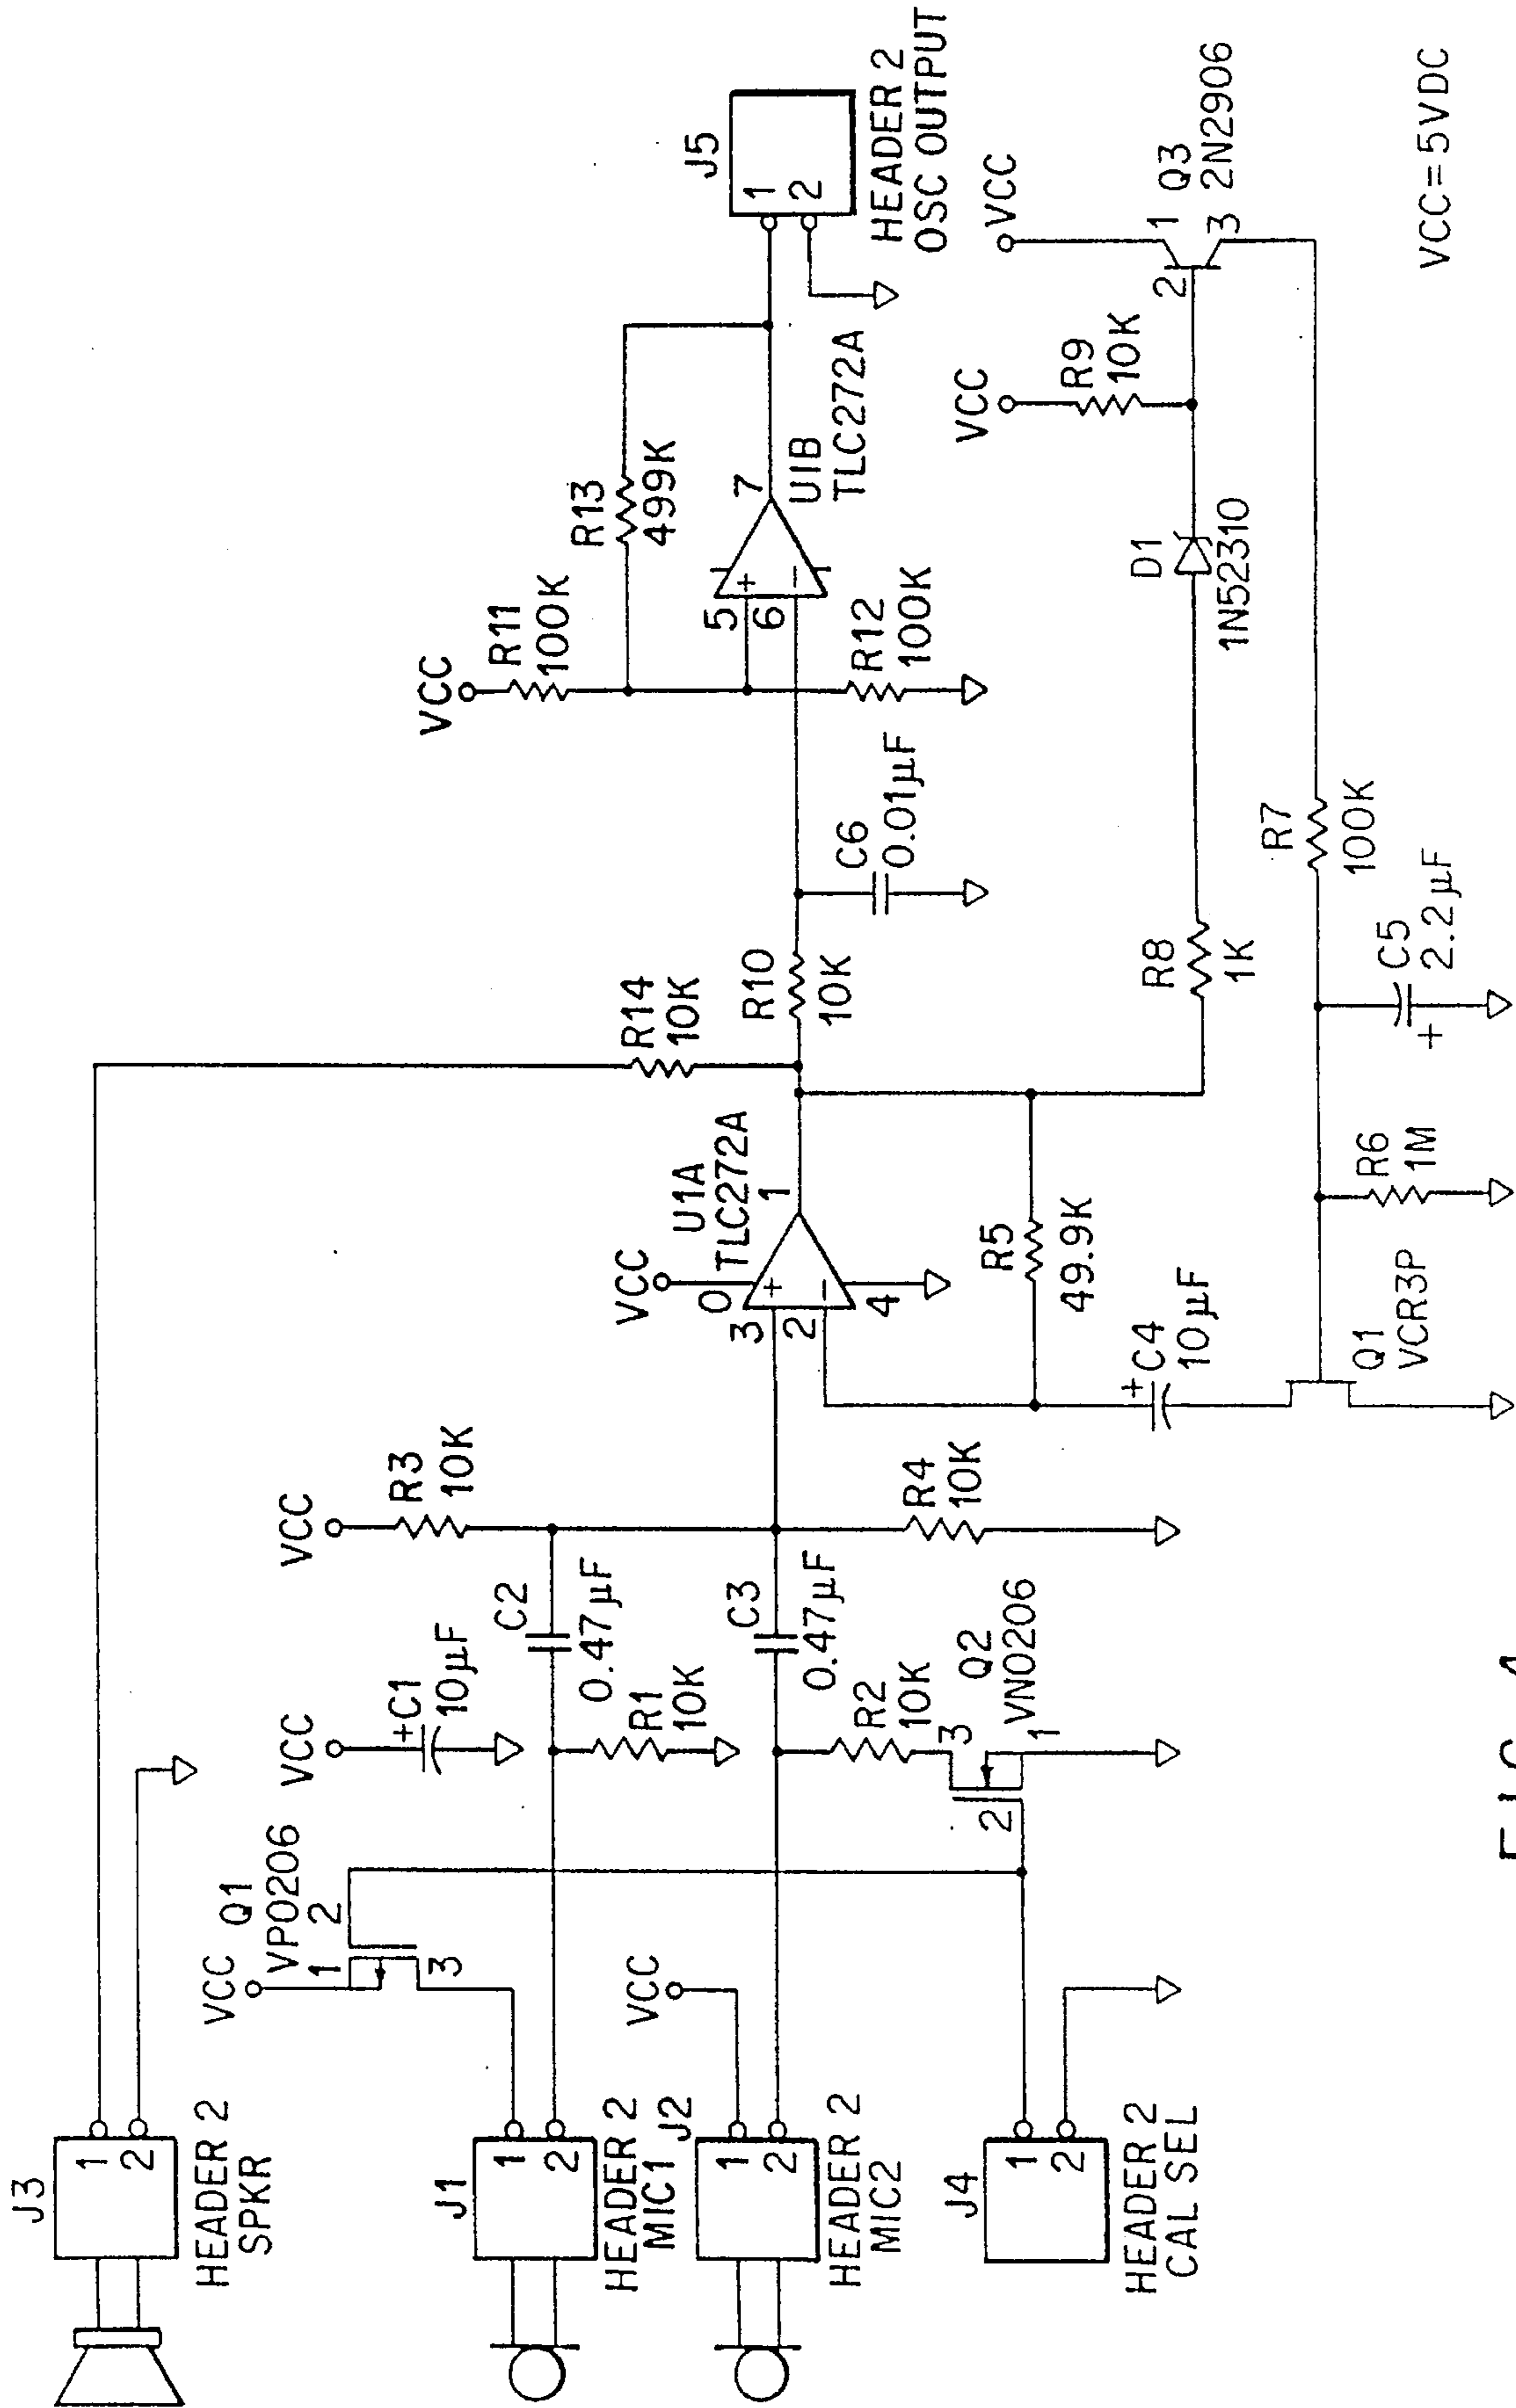 J3
1
2
HEADER 2
SPKR
J1
1
2
HEADER 2
MIC1
J2
1
2
HEADER 2
MIC2
J4
1
2
HEADER 2
CAL SEL
VCC
Q1
VP0206
1
2
3
VCC
VCC
+
C1
10µF
C2
0.47µF
R1
10K
C3
0.47µF
R2
10K
3
Q2
VN0206
2
1
VCC
R3
10K
R4
10K
VCC
U1A
TLC272A
0
3
+
2
-
1
4
R5
49.9K
+
C4
10µF
Q1
VCR3P
R6
1M
C5
2.2µF
+
R7
100K
R8
1K
R14
10K
R10
10K
C6
0.01µF
VCC
R11
100K
R12
100K
R13
499K
5
+
6
-
7
U1B
TLC272A
D1
1N52310
VCC
R9
10K
VCC
1
2
3
Q3
2N2906
J5
1
2
HEADER 2
OSC OUTPUT
VCC=5VDC